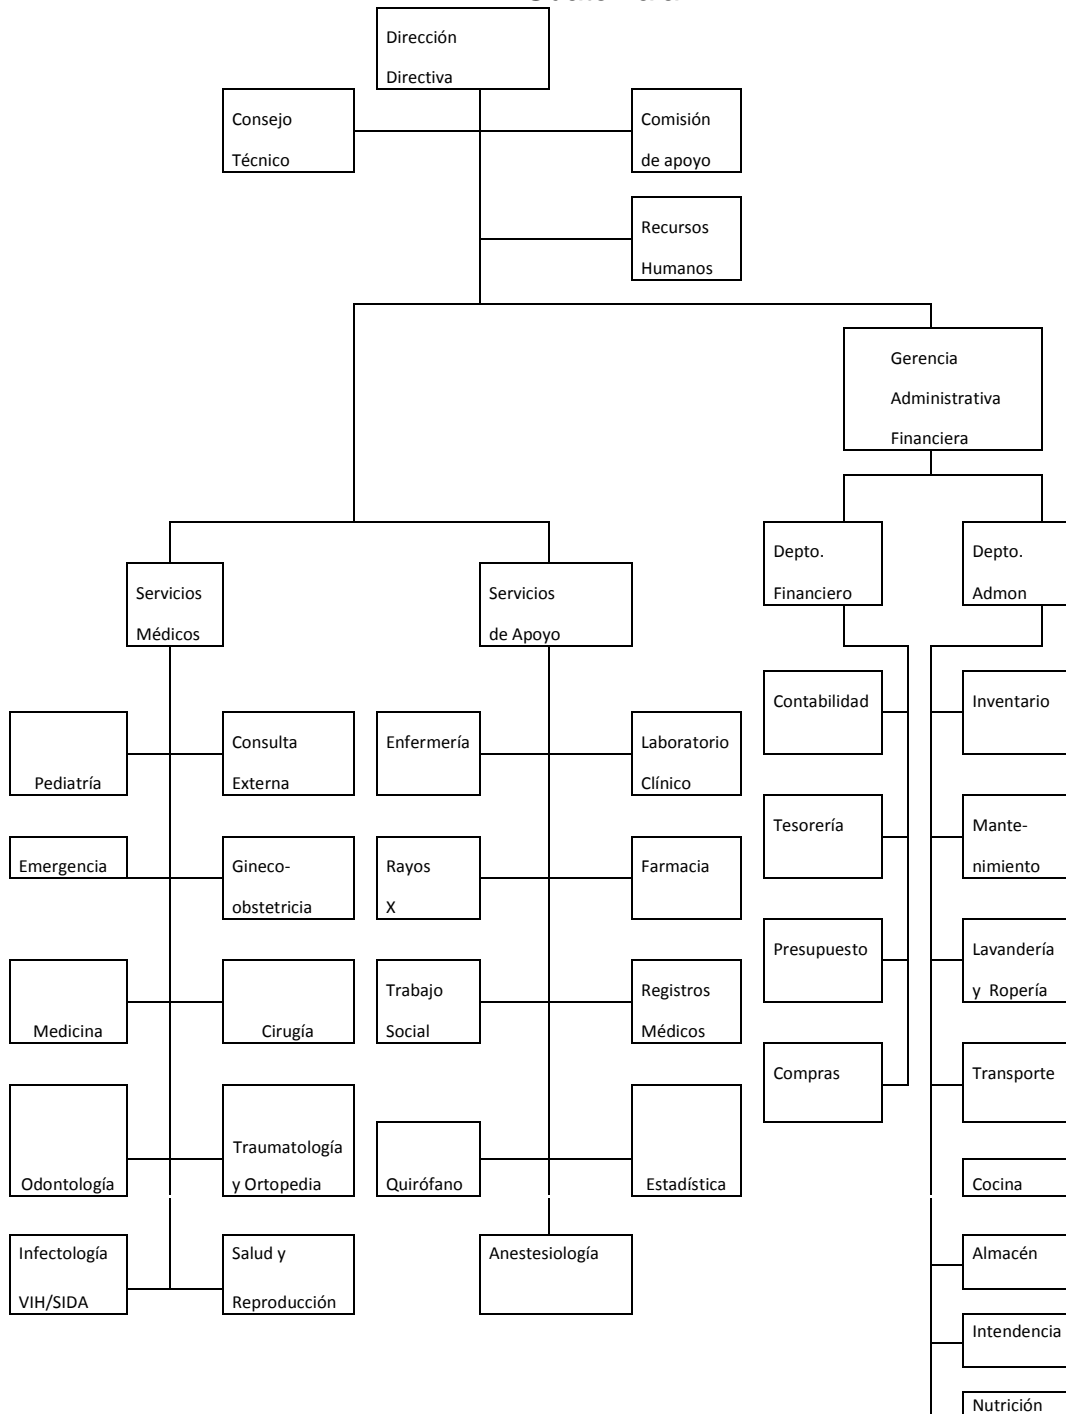 Dirección
Directiva
Consejo
Técnico
Comisión
de apoyo
Recursos
Humanos
Gerencia
Administrativa
Financiera
Depto.
Financiero
Depto.
Admon
Servicios
Médicos
Servicios
de Apoyo
Pediatría
Consulta
Externa
Emergencia
Gineco-
obstetricia
Medicina
Cirugía
Odontología
Traumatología
y Ortopedia
Infectología
VIH/SIDA
Salud y
Reproducción
Enfermería
Laboratorio
Clínico
Rayos
X
Farmacia
Trabajo
Social
Registros
Médicos
Quirófano
Estadística
Anestesiología
Contabilidad
Tesorería
Presupuesto
Compras
Inventario
Mante-
nimiento
Lavandería
y Ropería
Transporte
Cocina
Almacén
Intendencia
Nutrición